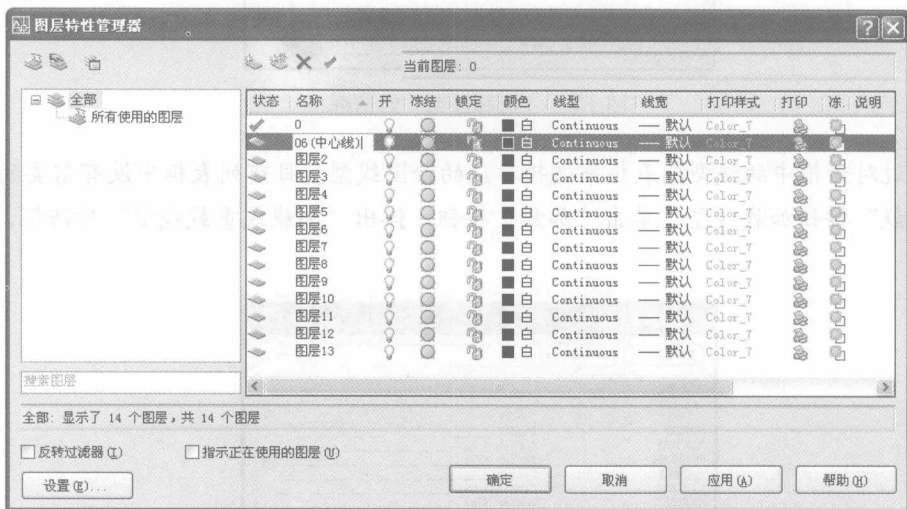 图层特性管理器
当前图层: 0
全部
所有使用的图层
状态 名称 开 冻结 锁定 颜色 线型 线宽 打印样式 打印 冻. 说明
0 白 Continuous —— 默认 Color_7
06(中心线) 白 Continuous —— 默认 Color_7
图层2 白 Continuous —— 默认 Color_7
图层3 白 Continuous —— 默认 Color_7
图层4 白 Continuous —— 默认 Color_7
图层5 白 Continuous —— 默认 Color_7
图层6 白 Continuous —— 默认 Color_7
图层7 白 Continuous —— 默认 Color_7
图层8 白 Continuous —— 默认 Color_7
图层9 白 Continuous —— 默认 Color_7
图层10 白 Continuous —— 默认 Color_7
图层11 白 Continuous —— 默认 Color_7
图层12 白 Continuous —— 默认 Color_7
图层13 白 Continuous —— 默认 Color_7
搜索图层
全部: 显示了 14 个图层，共 14 个图层
反转过滤器(I) 指示正在使用的图层(U)
设置(E)... 确定 取消 应用(A) 帮助(H)